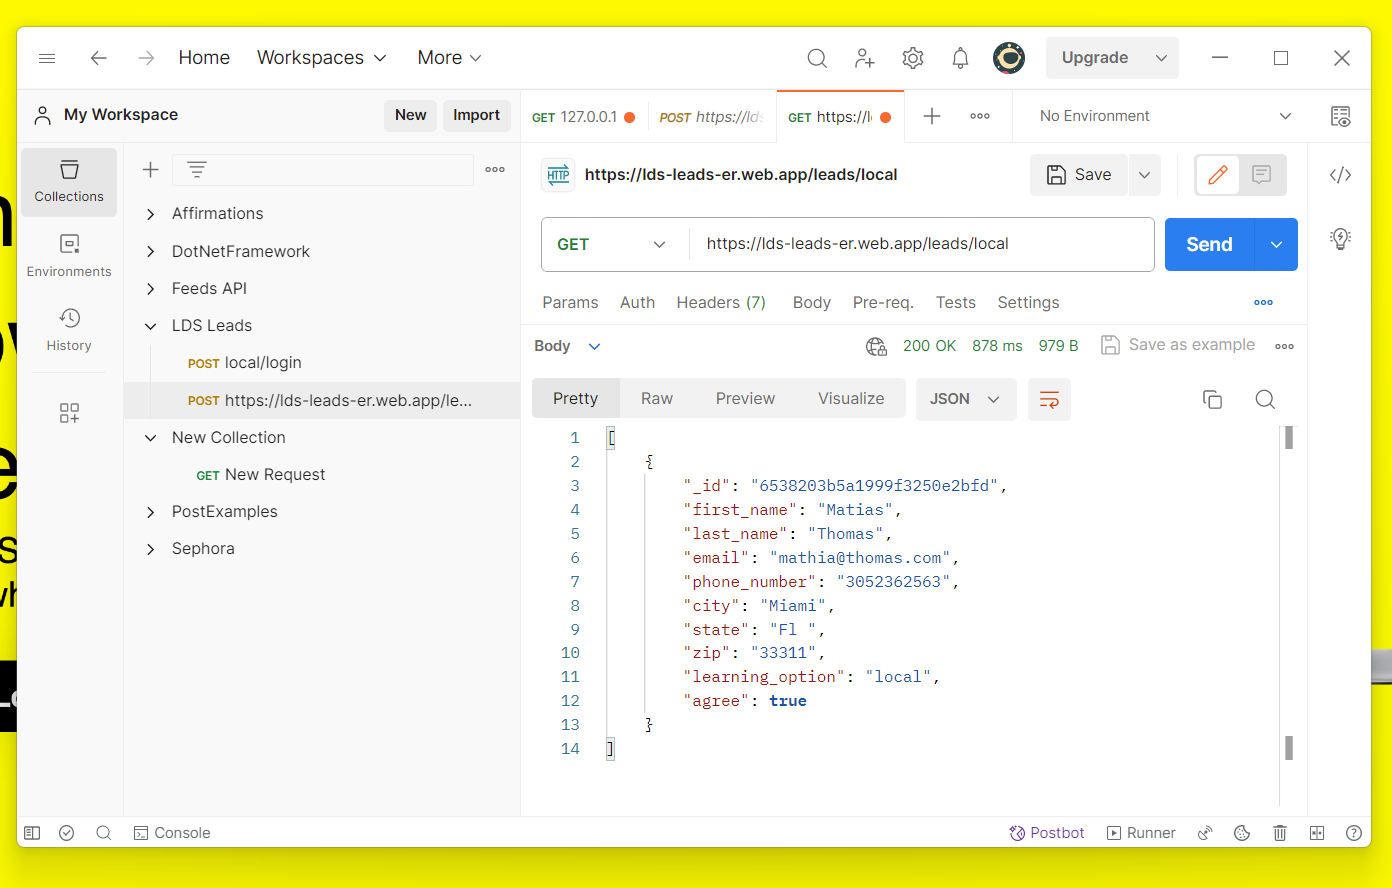 Home Workspaces More Upgrade
My Workspace New Import
GET 127.0.0.1 POST https://lds GET https://l No Environment
Collections
Environments
History
Affirmations
DotNetFramework
Feeds API
LDS Leads
POST local/login
POST https://lds-leads-er.web.app/le...
New Collection
GET New Request
PostExamples
Sephora
HTTP https://lds-leads-er.web.app/leads/local Save
GET https://lds-leads-er.web.app/leads/local Send
Params Auth Headers (7) Body Pre-req. Tests Settings
Body 200 OK 878 ms 979 B Save as example
Pretty Raw Preview Visualize JSON
1 [
2 {
3 "_id": "6538203b5a1999f3250e2bfd",
4 "first_name": "Matias",
5 "last_name": "Thomas",
6 "email": "mathia@thomas.com",
7 "phone_number": "3052362563",
8 "city": "Miami",
9 "state": "Fl ",
10 "zip": "33311",
11 "learning_option": "local",
12 "agree": true
13 }
14 ]
Console Postbot Runner